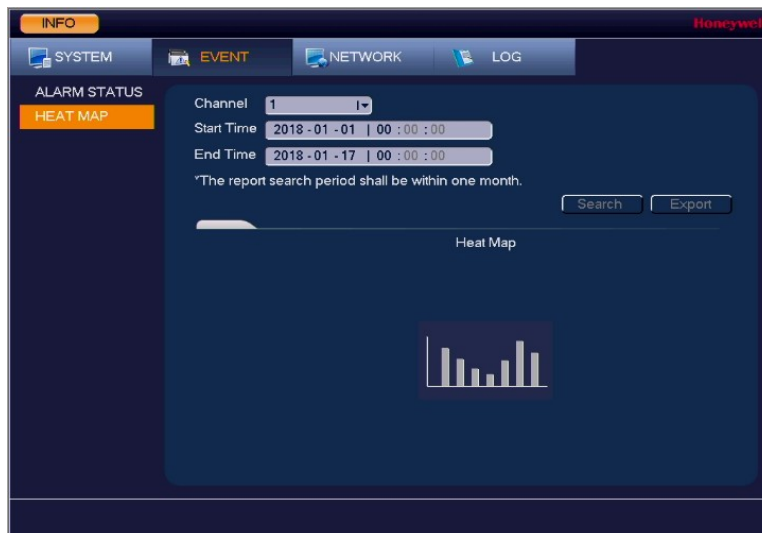 INFO
Honeywell
SYSTEM EVENT NETWORK LOG
ALARM STATUS
HEAT MAP
Channel 1
Start Time 2018 - 01 - 01 | 00 : 00 : 00
End Time 2018 - 01 - 17 | 00 : 00 : 00
*The report search period shall be within one month.
Search Export
Heat Map